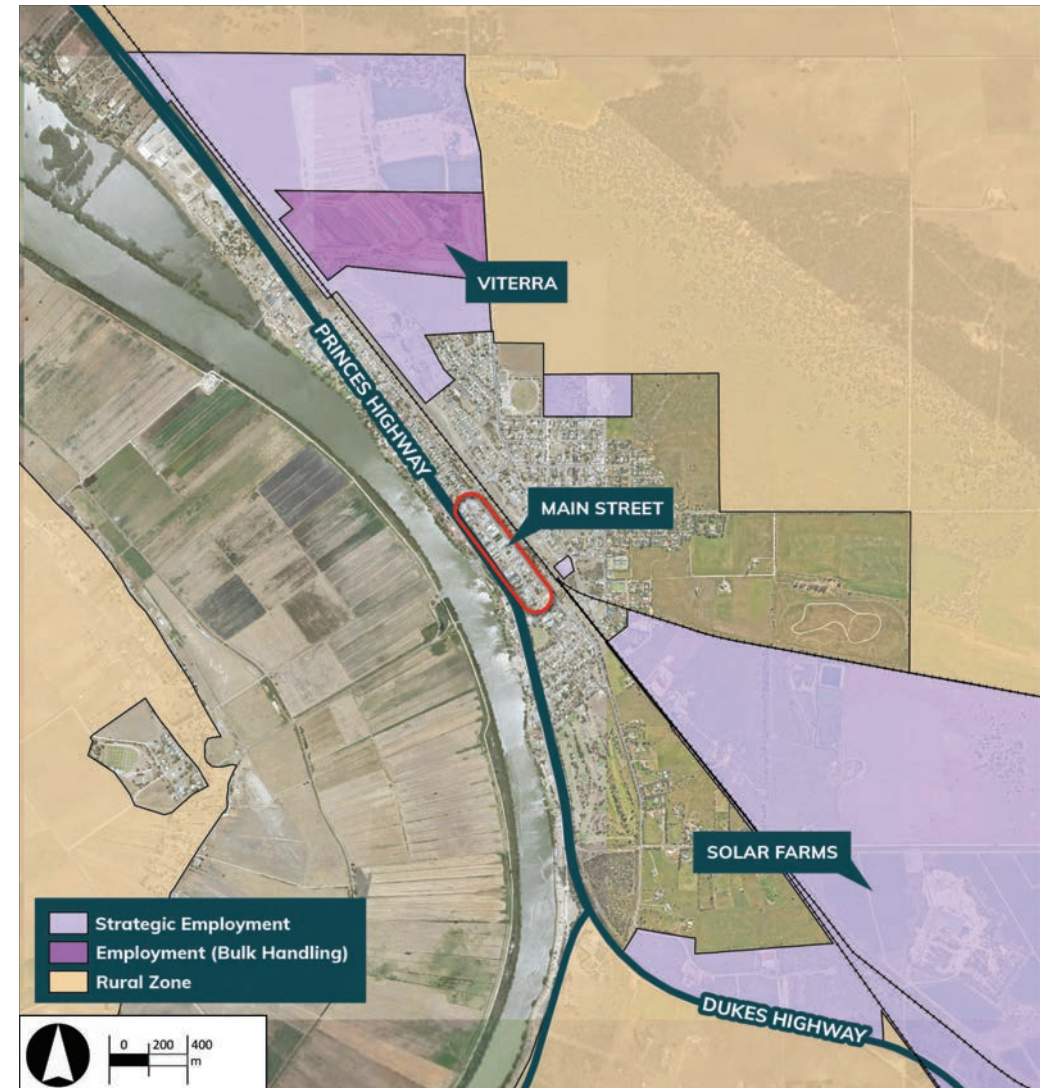 VITERRA
PRINCES HIGHWAY
MAIN STREET
SOLAR FARMS
Strategic Employment
Employment (Bulk Handling)
Rural Zone
DUKES HIGHWAY
0 200 400
m